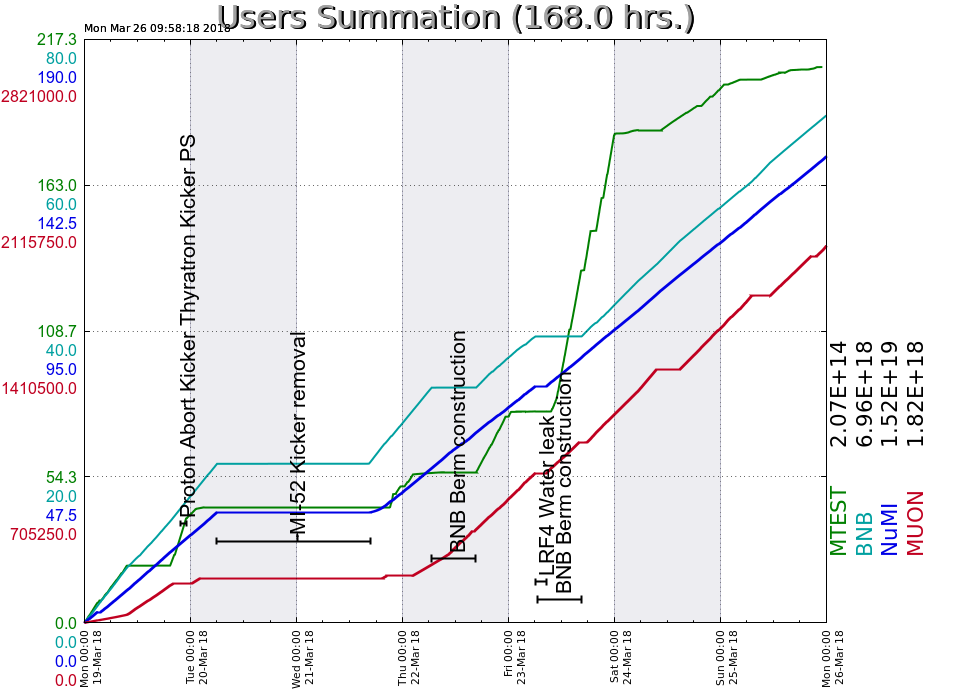 Users Summation (168.0 hrs.)
Mon Mar 26 09:58:18 2018
217.3
80.0
190.0
2821000.0
163.0
60.0
142.5
2115750.0
108.7
40.0
95.0
1410500.0
54.3
20.0
47.5
705250.0
0.0
0.0
0.0
0.0
Proton Abort Kicker Thyratron Kicker PS
MI-52 Kicker removal
BNB Berm construction
LRF4 Water leak
BNB Berm construction
Mon 00:00
19-Mar 18
Tue 00:00
20-Mar 18
Wed 00:00
21-Mar 18
Thu 00:00
22-Mar 18
Fri 00:00
23-Mar 18
Sat 00:00
24-Mar 18
Sun 00:00
25-Mar 18
Mon 00:00
26-Mar 18
MTEST 2.07E+14
BNB 6.96E+18
NuMI 1.52E+19
MUON 1.82E+18